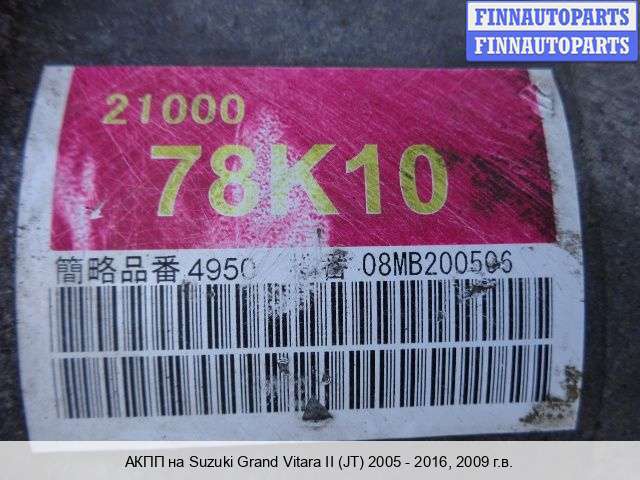 FINNAUTOPARTS
FINNAUTOPARTS
21000
78K10
簡略品番 4950 番 08MB200506
АКПП на Suzuki Grand Vitara II (JT) 2005 - 2016, 2009 г.в.